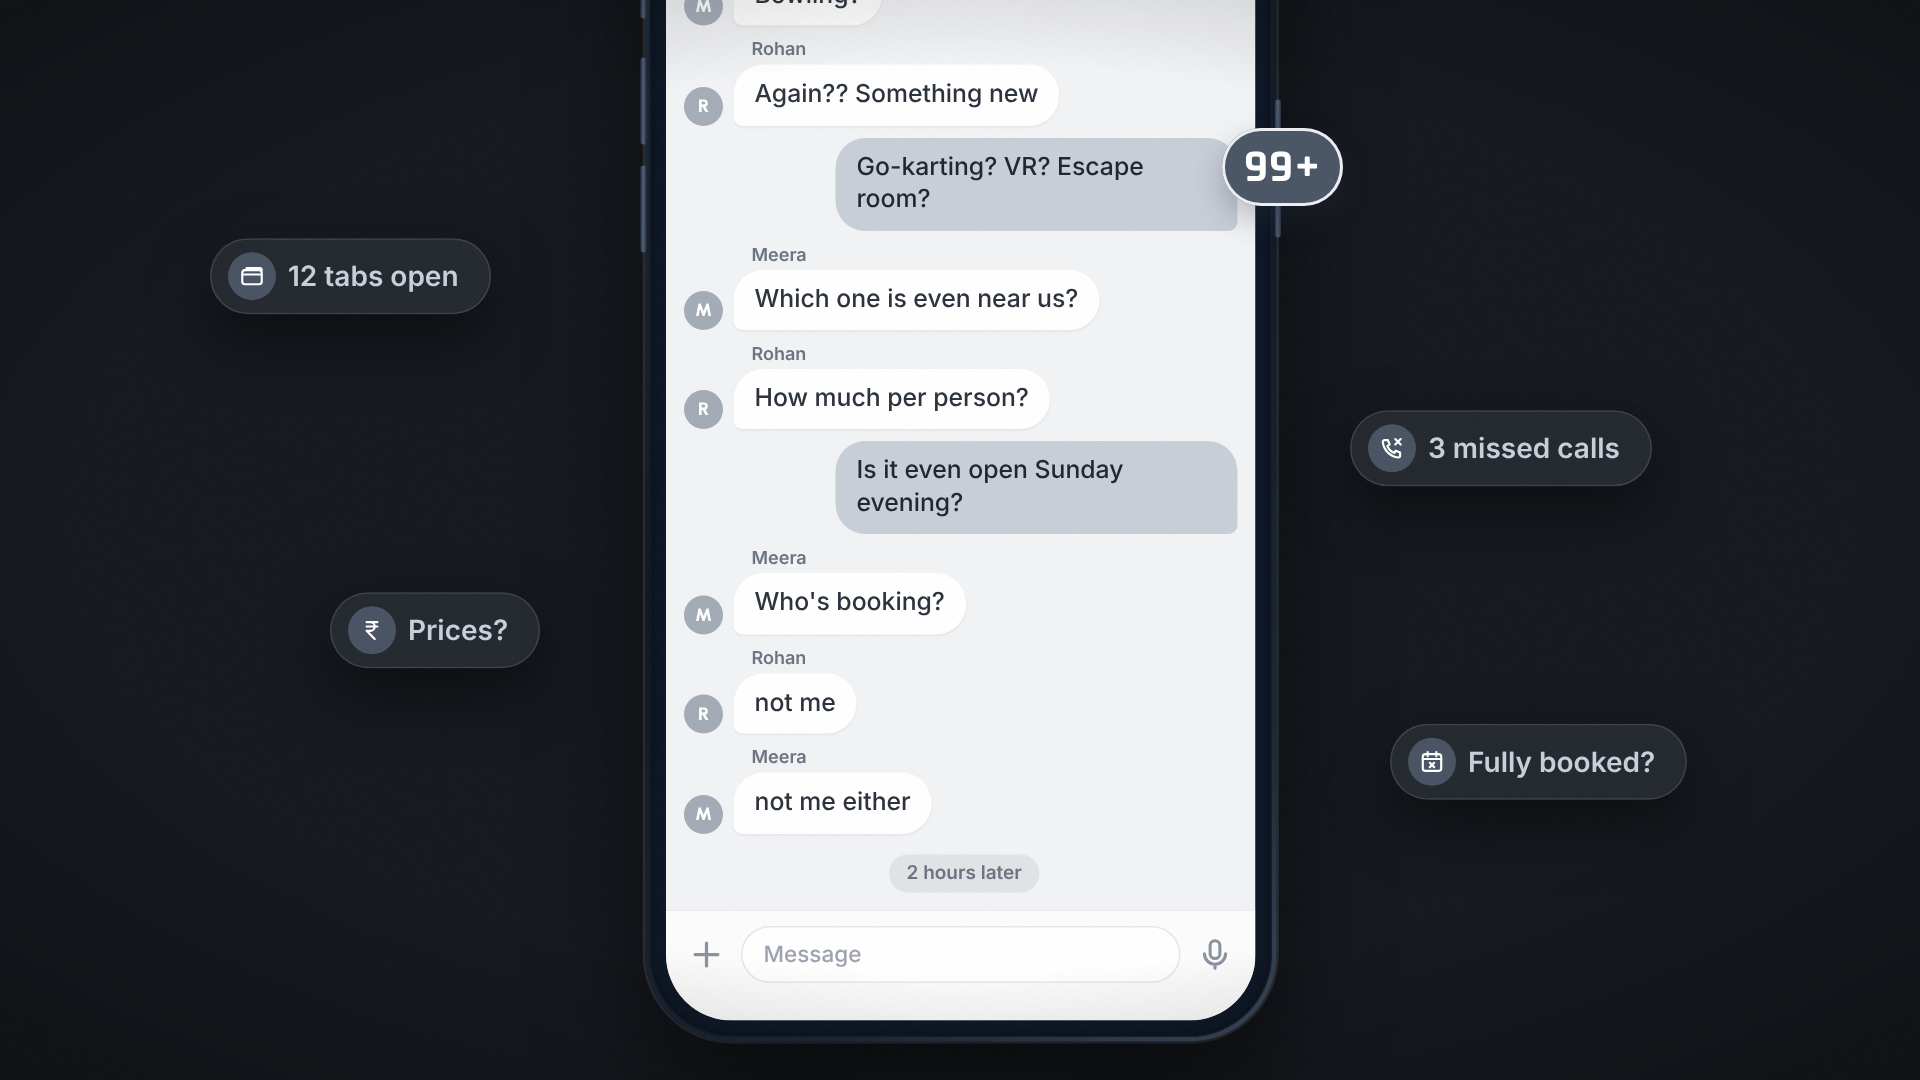 M
Bowling?
Rohan
R
Again?? Something new
Go-karting? VR? Escape
room?
99+
12 tabs open
Meera
M
Which one is even near us?
Rohan
R
How much per person?
3 missed calls
Is it even open Sunday
evening?
Meera
M
Who's booking?
₹
Prices?
Rohan
R
not me
Meera
M
not me either
Fully booked?
2 hours later
Message